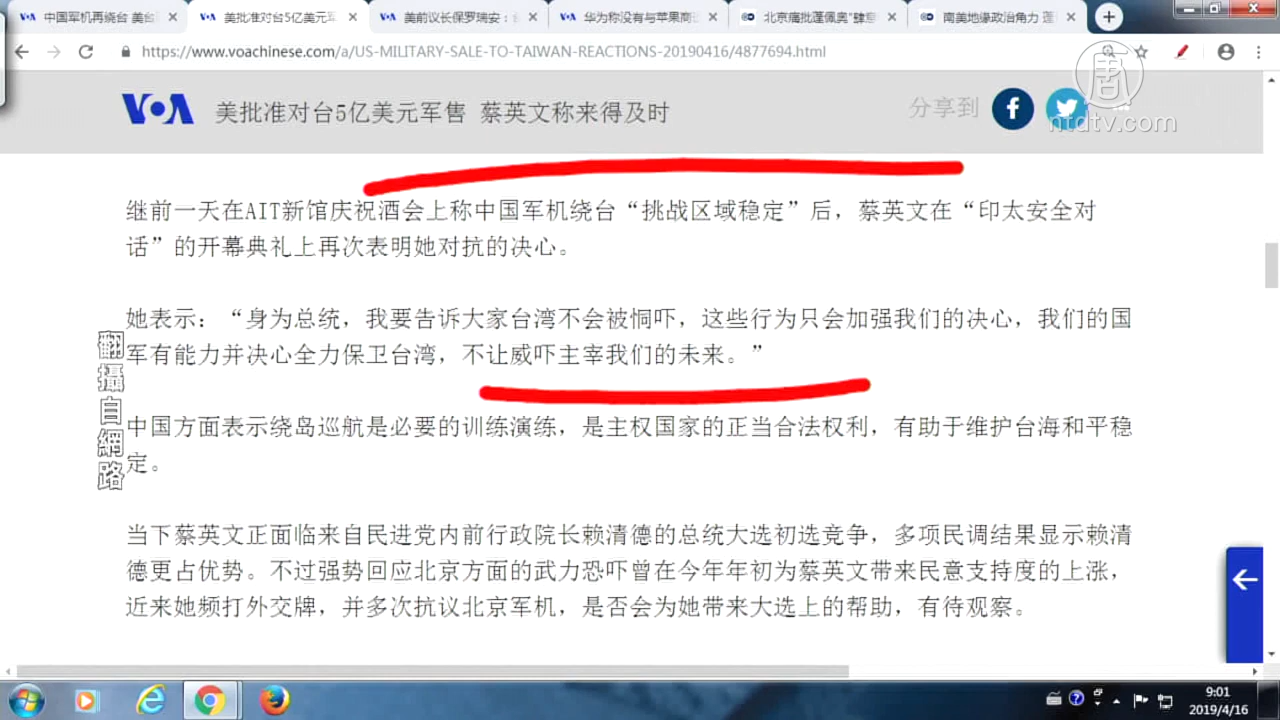 中国军机再绕台 美台
美批准对台5亿美元军
美前议长保罗瑞安：
华为称没有与苹果商
北京痛批蓬佩奥"肆意
南美地缘政治角力 蓬
https://www.voachinese.com/a/US-MILITARY-SALE-TO-TAIWAN-REACTIONS-20190416/4877694.html
VOA 美批准对台5亿美元军售 蔡英文称来得及时
分享到
唐
ntdtv.com
继前一天在AIT新馆庆祝酒会上称中国军机绕台“挑战区域稳定”后，蔡英文在“印太安全对
话”的开幕典礼上再次表明她对抗的决心。
她表示：“身为总统，我要告诉大家台湾不会被恫吓，这些行为只会加强我们的决心，我们的国
军有能力并决心全力保卫台湾，不让威吓主宰我们的未来。”
翻攝自網路
中国方面表示绕岛巡航是必要的训练演练，是主权国家的正当合法权利，有助于维护台海和平稳
定。
当下蔡英文正面临来自民进党内前行政院长赖清德的总统大选初选竞争，多项民调结果显示赖清
德更占优势。不过强势回应北京方面的武力恐吓曾在今年年初为蔡英文带来民意支持度的上涨，
近来她频打外交牌，并多次抗议北京军机，是否会为她带来大选上的帮助，有待观察。
9:01
2019/4/16